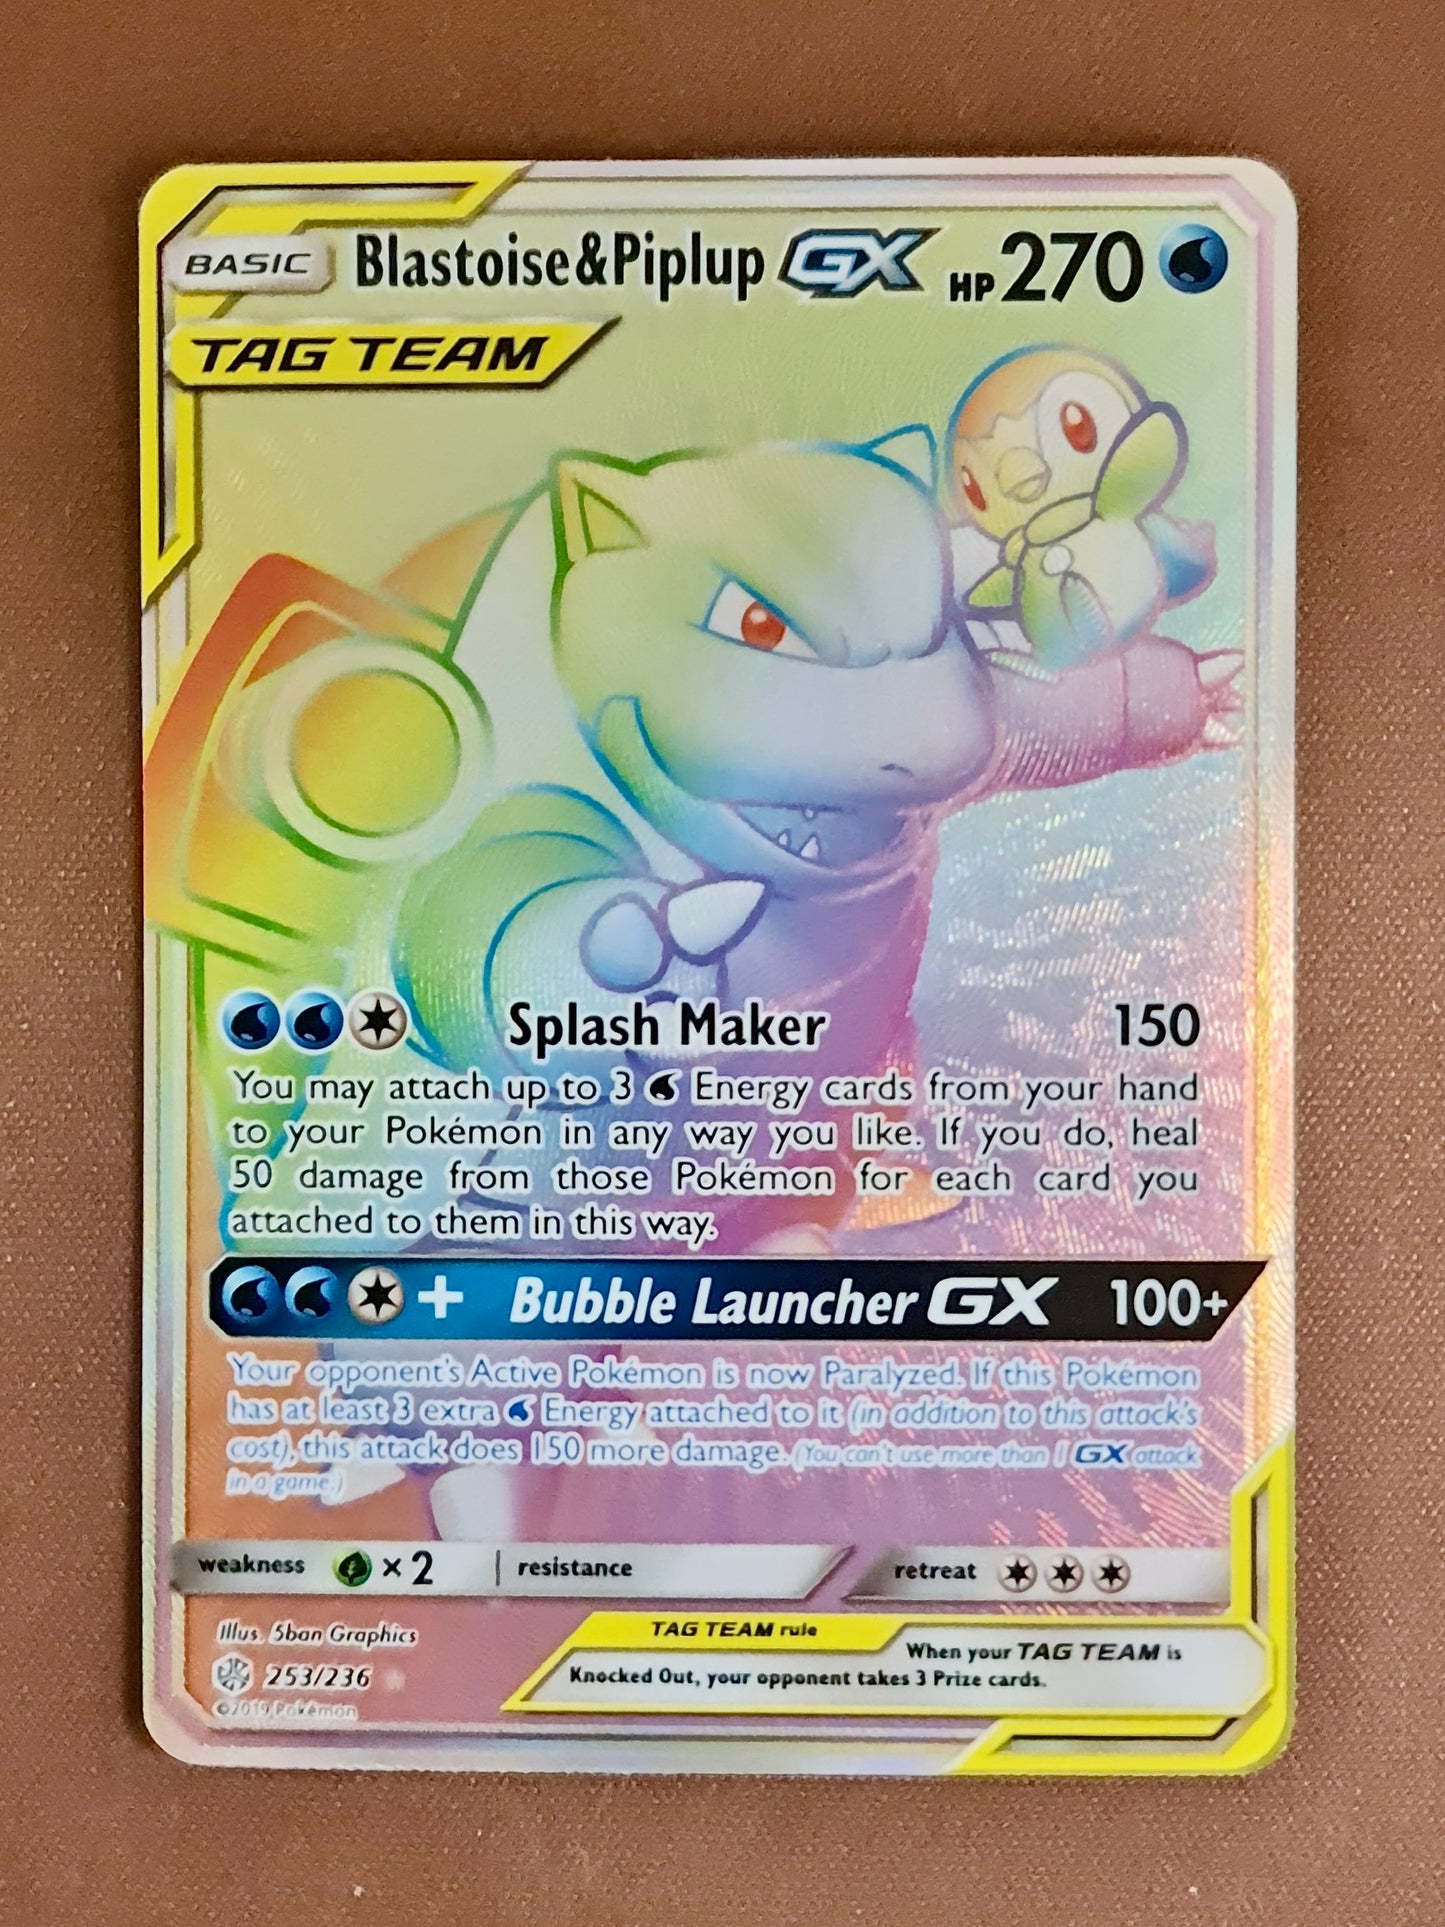 BASIC Blastoise&Piplup GX HP 270
TAG TEAM
Splash Maker 150
You may attach up to 3 Energy cards from your hand
to your Pokémon in any way you like. If you do, heal
50 damage from those Pokémon for each card you
attached to them in this way.
+ Bubble Launcher GX 100+
Your opponent's Active Pokémon is now Paralyzed. If this Pokémon
has at least 3 extra Energy attached to it (in addition to this attack's
cost), this attack does 150 more damage. (You can't use more than 1 GX attack
in a game.)
weakness ×2 resistance retreat
Illus. 5ban Graphics
253/236
©2019 Pokémon
TAG TEAM rule
When your TAG TEAM is
Knocked Out, your opponent takes 3 Prize cards.